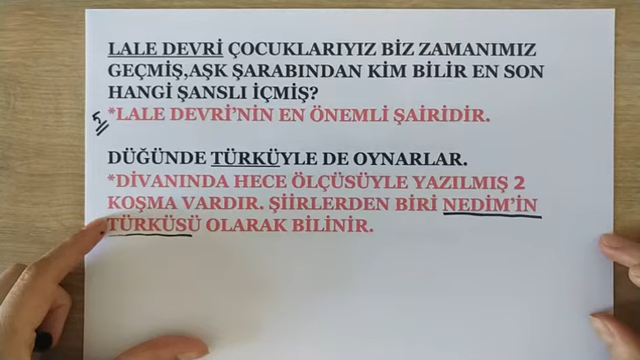 LALE DEVRİ ÇOCUKLARIYIZ BİZ ZAMANIMIZ
GEÇMİŞ,AŞK ŞARABINDAN KİM BİLİR EN SON
HANGİ ŞANSLI İÇMİŞ?
*LALE DEVRİ'NİN EN ÖNEMLİ ŞAİRİDİR.
DÜĞÜNDE TÜRKÜYLE DE OYNARLAR.
*DİVANINDA HECE ÖLÇÜSÜYLE YAZILMIŞ 2
KOŞMA VARDIR. ŞİİRLERDEN BİRİ NEDİM'İN
TÜRKÜSÜ OLARAK BİLİNİR.